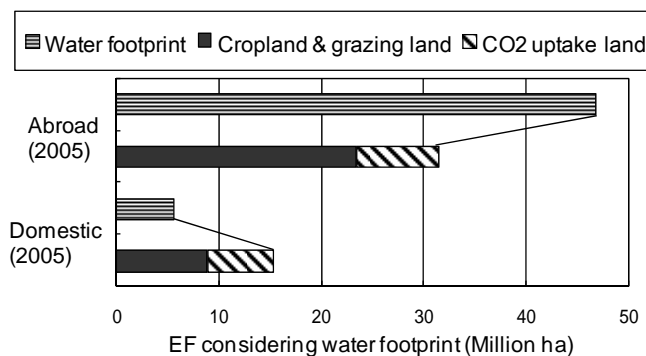 Water footprint Cropland & grazing land CO2 uptake land
Abroad
(2005)
Domestic
(2005)
0 10 20 30 40 50
EF considering water footprint (Million ha)